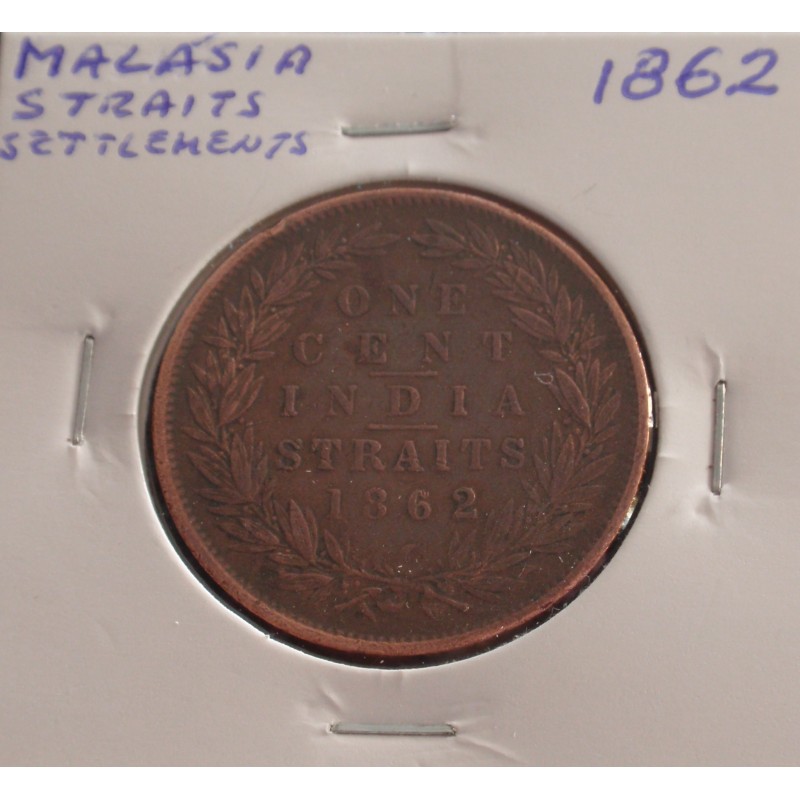 MALÁSIA
STRAITS
SETTLEMENTS
1862
ONE
CENT
INDIA
STRAITS
1862